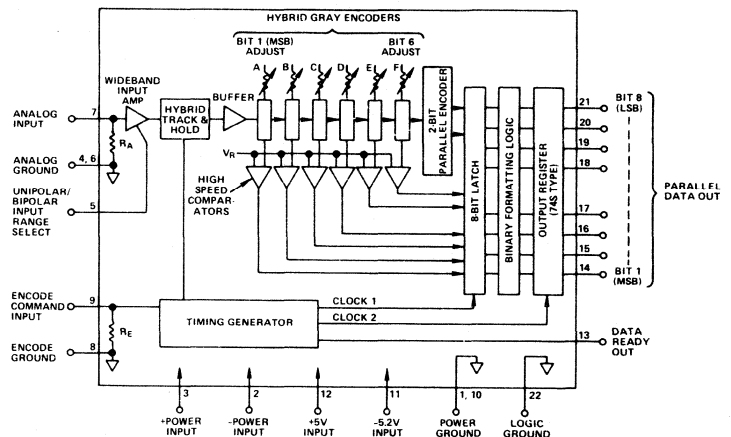 HYBRID GRAY ENCODERS
BIT 1 (MSB)
ADJUST
BIT 6
ADJUST
A B C D E F
WIDEBAND
INPUT
AMP
HYBRID
TRACK &
HOLD
BUFFER
2-BIT
PARALLEL ENCODER
ANALOG
INPUT
7
RA
ANALOG
GROUND
4, 6
UNIPOLAR/
BIPOLAR
INPUT
RANGE
SELECT
5
VR
HIGH
SPEED
COMPAR-
ATORS
8-BIT LATCH
BINARY FORMATTING LOGIC
OUTPUT REGISTER
(74S TYPE)
21
BIT 8
(LSB)
20
19
18
17
16
15
14
BIT 1
(MSB)
PARALLEL
DATA OUT
ENCODE
COMMAND
INPUT
9
RE
ENCODE
GROUND
8
TIMING GENERATOR
CLOCK 1
CLOCK 2
13
DATA
READY
OUT
3
+POWER
INPUT
2
-POWER
INPUT
12
+5V
INPUT
11
-5.2V
INPUT
1, 10
POWER
GROUND
22
LOGIC
GROUND